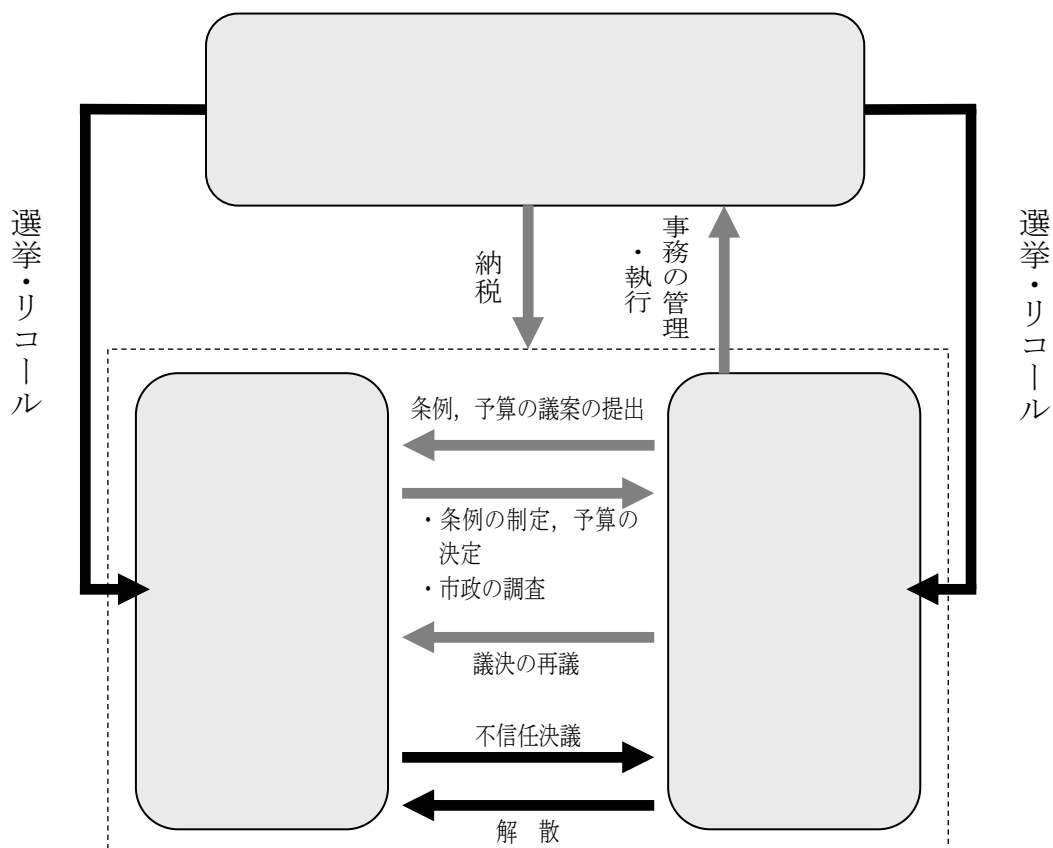 選挙・リコール
納税
事務の管理
・執行
選挙・リコール
条例，予算の議案の提出
・条例の制定，予算の
決定
・市政の調査
議決の再議
不信任決議
解　散